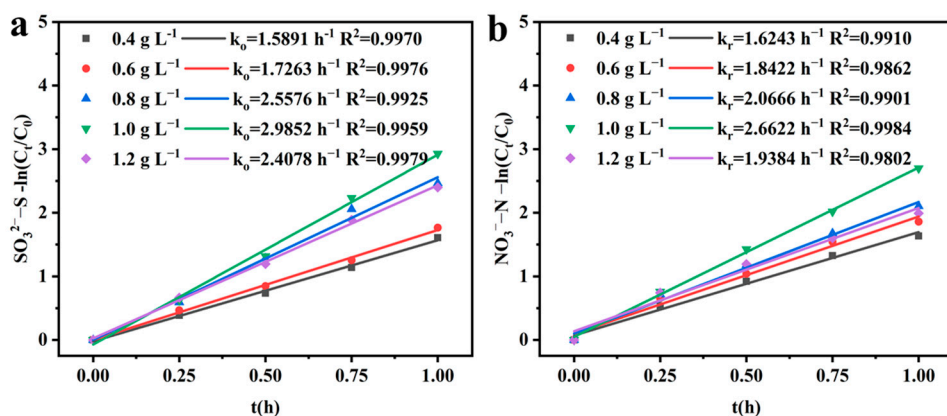 a
0.4 g L⁻¹ kₒ=1.5891 h⁻¹ R²=0.9970
0.6 g L⁻¹ kₒ=1.7263 h⁻¹ R²=0.9976
0.8 g L⁻¹ kₒ=2.5576 h⁻¹ R²=0.9925
1.0 g L⁻¹ kₒ=2.9852 h⁻¹ R²=0.9959
1.2 g L⁻¹ kₒ=2.4078 h⁻¹ R²=0.9979
SO₃²⁻–S -ln(Cₜ/C₀)
5
4
3
2
1
0
0.00 0.25 0.50 0.75 1.00
t(h)
b
0.4 g L⁻¹ kᵣ=1.6243 h⁻¹ R²=0.9910
0.6 g L⁻¹ kᵣ=1.8422 h⁻¹ R²=0.9862
0.8 g L⁻¹ kᵣ=2.0666 h⁻¹ R²=0.9901
1.0 g L⁻¹ kᵣ=2.6622 h⁻¹ R²=0.9984
1.2 g L⁻¹ kᵣ=1.9384 h⁻¹ R²=0.9802
NO₃⁻–N –ln(Cₜ/C₀)
5
4
3
2
1
0
0.00 0.25 0.50 0.75 1.00
t(h)